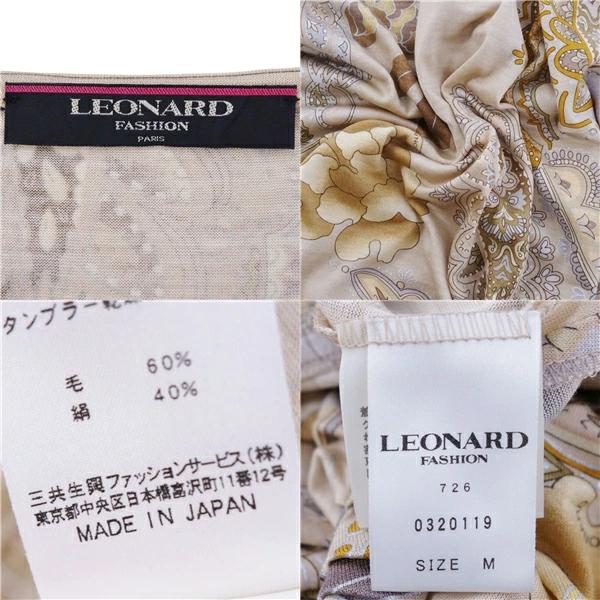 LEONARD
FASHION
PARIS
タンブラー乾
毛 60%
絹 40%
三共生興ファッションサービス(株)
東京都中央区日本橋富沢町11番12号
MADE IN JAPAN
LEONARD
FASHION
726
0320119
SIZE M